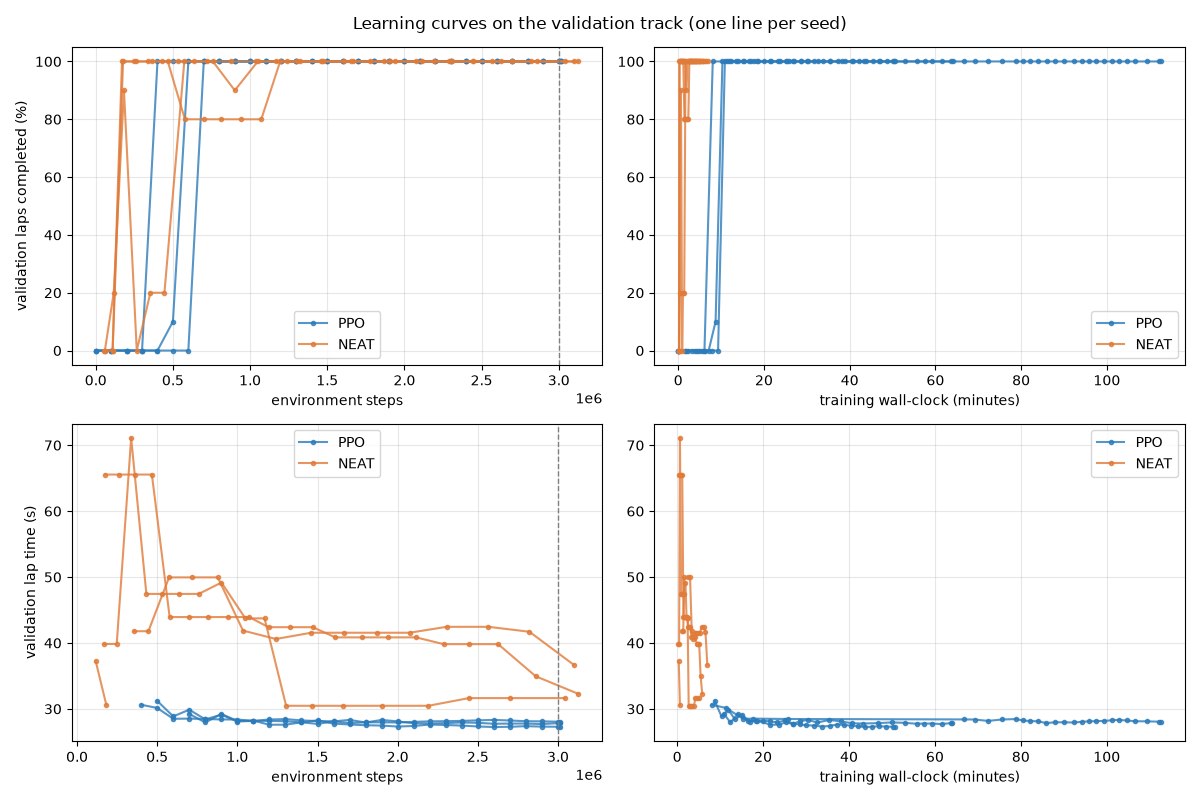 Learning curves on the validation track (one line per seed)
validation laps completed (%)
100
80
60
40
20
0
PPO
NEAT
0.0 0.5 1.0 1.5 2.0 2.5 3.0
1e6
environment steps
100
80
60
40
20
0
PPO
NEAT
0 20 40 60 80 100
training wall-clock (minutes)
validation lap time (s)
70
60
50
40
30
PPO
NEAT
0.0 0.5 1.0 1.5 2.0 2.5 3.0
1e6
environment steps
70
60
50
40
30
PPO
NEAT
0 20 40 60 80 100
training wall-clock (minutes)